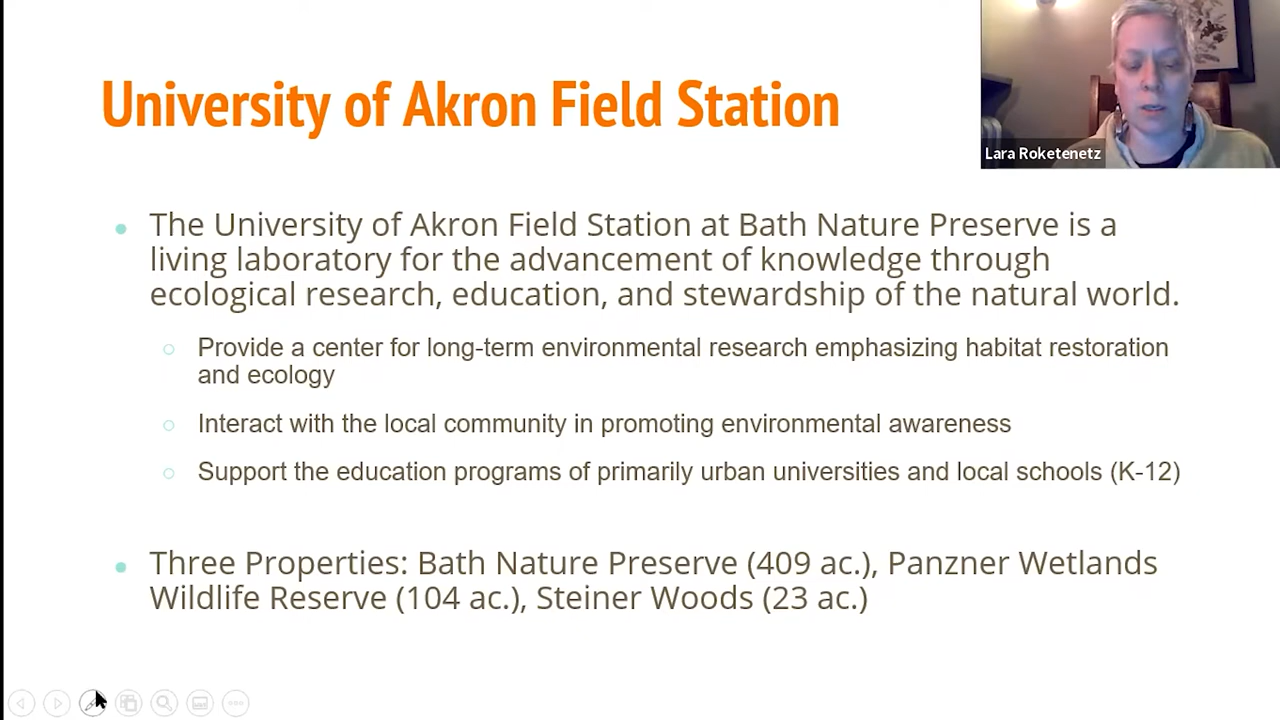 University of Akron Field Station
Lara Roketenetz
The University of Akron Field Station at Bath Nature Preserve is a
living laboratory for the advancement of knowledge through
ecological research, education, and stewardship of the natural world.
Provide a center for long-term environmental research emphasizing habitat restoration
and ecology
Interact with the local community in promoting environmental awareness
Support the education programs of primarily urban universities and local schools (K-12)
Three Properties: Bath Nature Preserve (409 ac.), Panzner Wetlands
Wildlife Reserve (104 ac.), Steiner Woods (23 ac.)